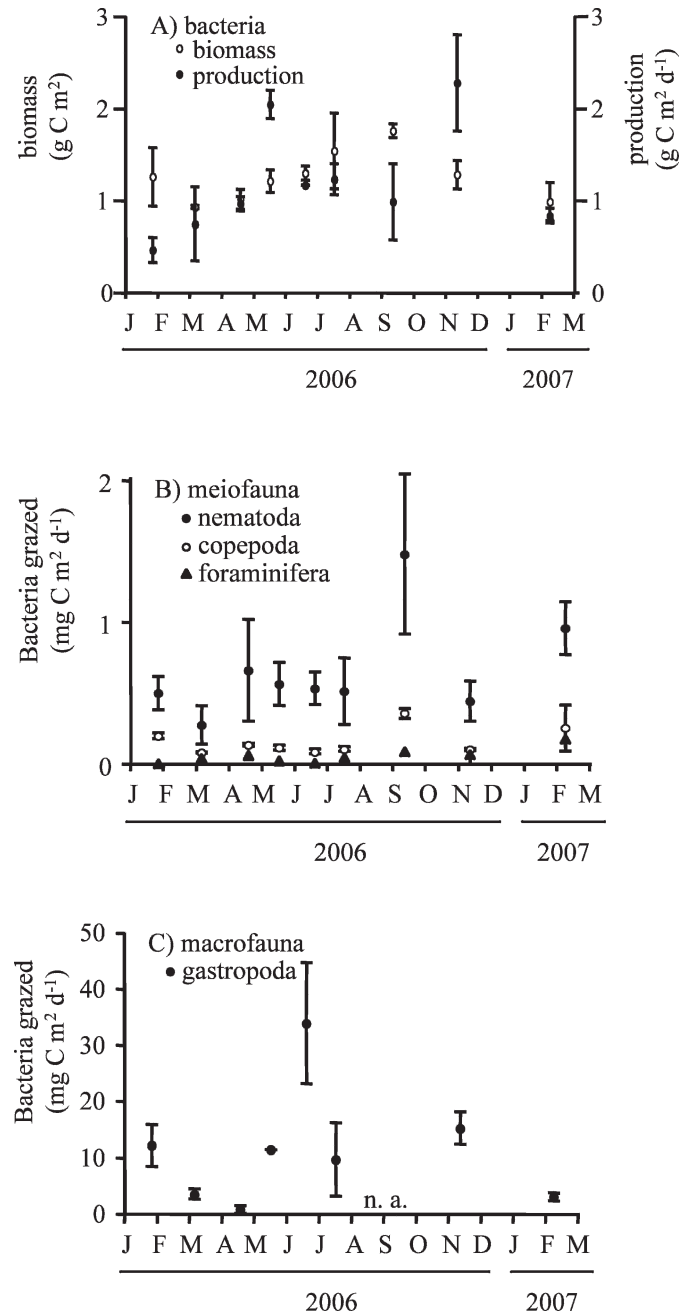 A) bacteria
biomass
production
biomass
(g C m²)
production
(g C m² d⁻¹)
3
2
1
0
3
2
1
0
J F M A M J J A S O N D J F M
2006 2007
B) meiofauna
nematoda
copepoda
foraminifera
Bacteria grazed
(mg C m² d⁻¹)
2
1
0
J F M A M J J A S O N D J F M
2006 2007
C) macrofauna
gastropoda
Bacteria grazed
(mg C m² d⁻¹)
50
40
30
20
10
0
n. a.
J F M A M J J A S O N D J F M
2006 2007